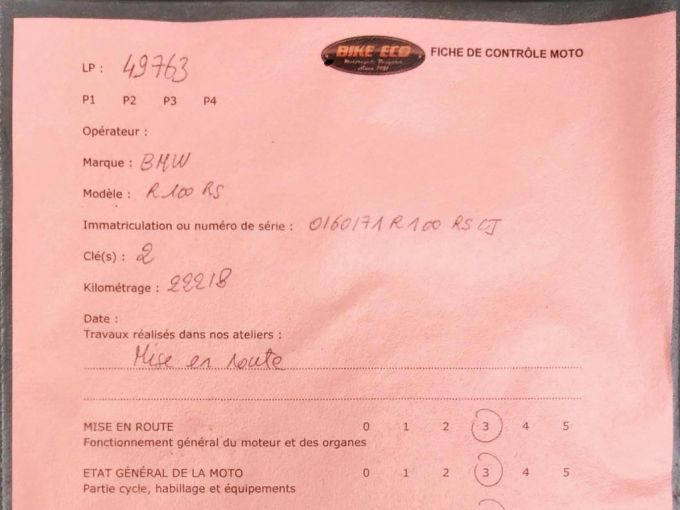 BIKE ECO
FICHE DE CONTRÔLE MOTO
LP : 49763
P1 P2 P3 P4
Opérateur :
Marque : BMW
Modèle : R 100 RS
Immatriculation ou numéro de série : 0160171 R 100 RS CJ
Clé(s) : 2
Kilométrage : 22218
Date :
Travaux réalisés dans nos ateliers :
Mise en route
MISE EN ROUTE 0 1 2 3 4 5
Fonctionnement général du moteur et des organes
ETAT GÉNÉRAL DE LA MOTO 0 1 2 3 4 5
Partie cycle, habillage et équipements